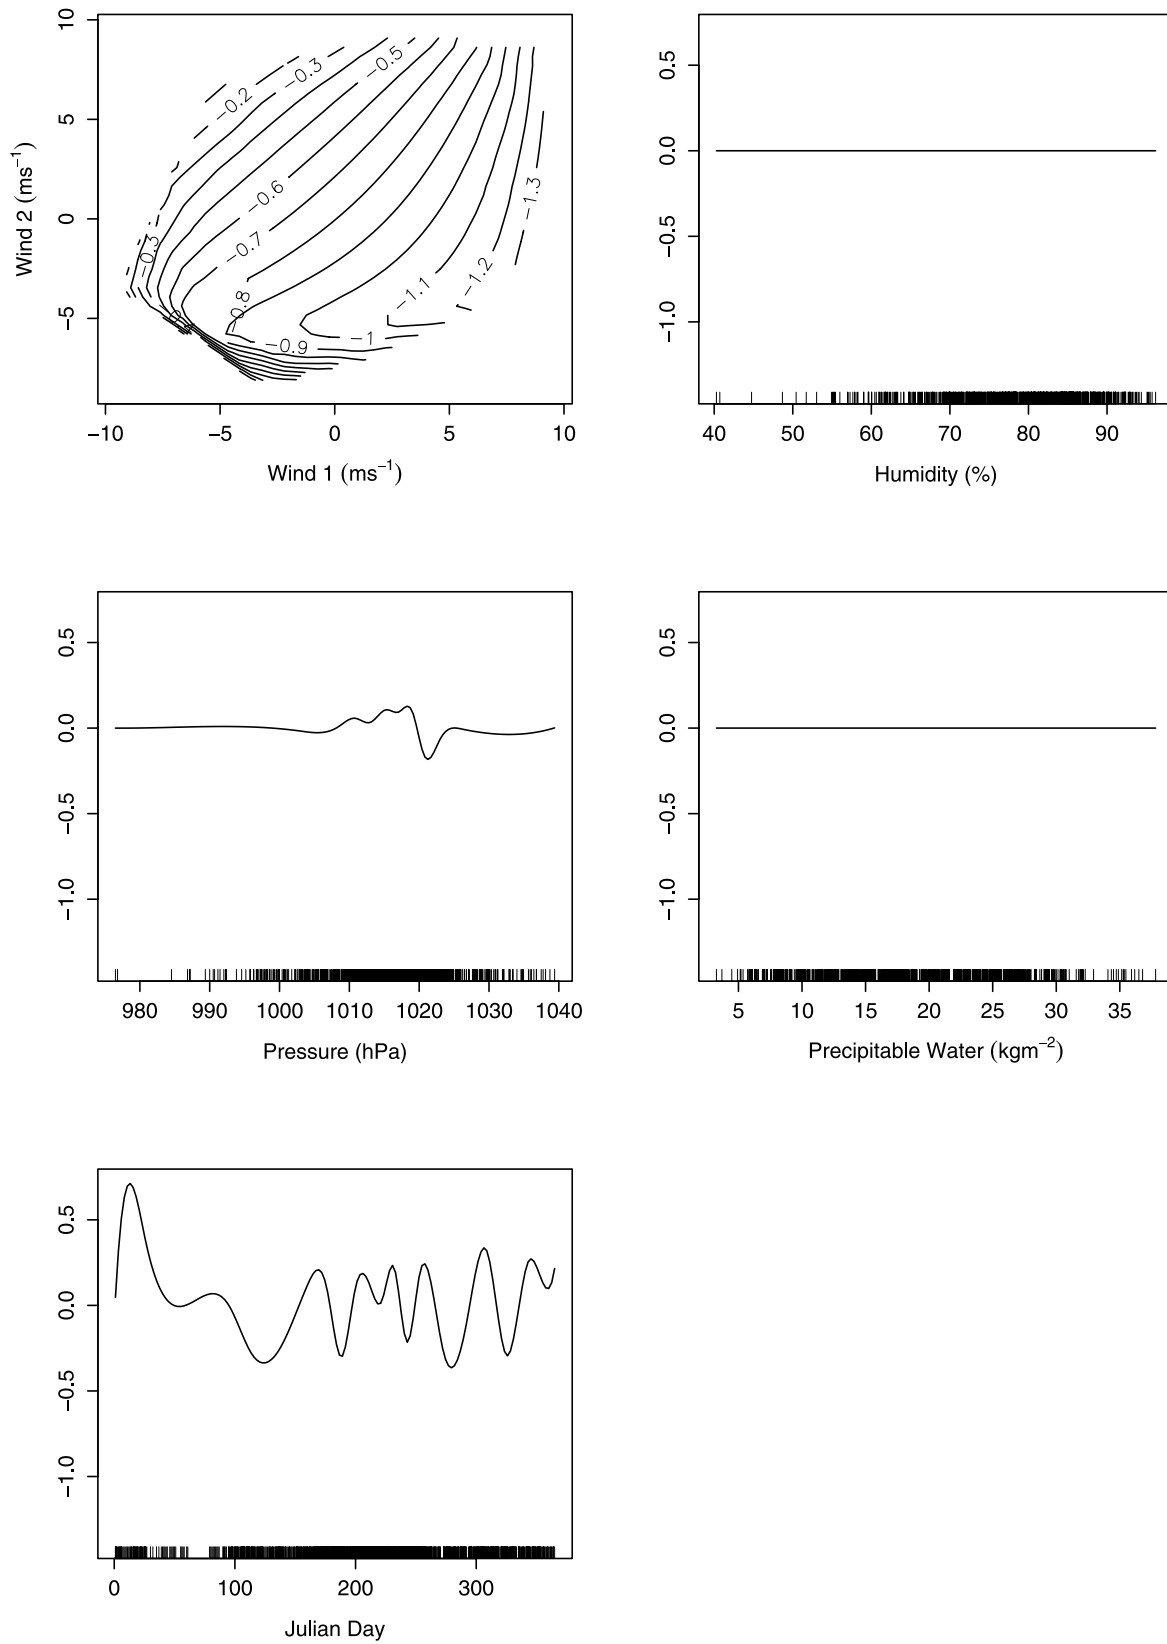 10
5
0
−5
Wind 2 (ms−1)
−0.2
−0.3
−0.5
−0.6
−0.7
−0.3
−0.8
−0.9
−1
−1.1
−1.2
−1.3
−10 −5 0 5 10
Wind 1 (ms−1)
0.5
0.0
−0.5
−1.0
40 50 60 70 80 90
Humidity (%)
0.5
0.0
−0.5
−1.0
980 990 1000 1010 1020 1030 1040
Pressure (hPa)
0.5
0.0
−0.5
−1.0
5 10 15 20 25 30 35
Precipitable Water (kgm−2)
0.5
0.0
−0.5
−1.0
0 100 200 300
Julian Day